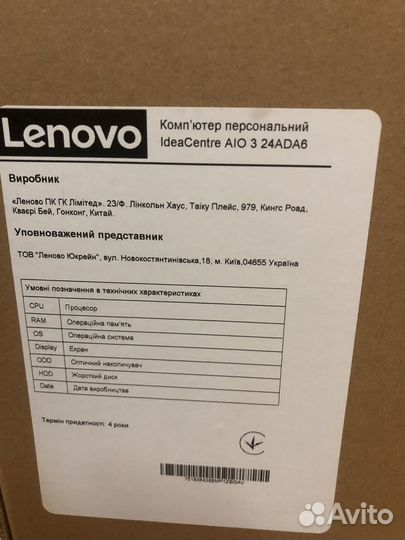 Lenovo
Комп'ютер персональний
IdeaCentre AIO 3 24ADA6
Виробник
«Леново ПК ГК Лімітед». 23/Ф. Лінкольн Хаус, Таїку Плейс, 979, Кингс Роад,
Кваєрі Бей, Гонконг, Китай.
Уповноважений представник
ТОВ "Леново Юкрейн", вул. Новокостянтинівська,18, м. Київ,04655 Україна
Умовні позначення в технічних характеристиках
CPU Процесор
RAM Операційна пам'ять
OS Операційна система
Display Екран
ODD Оптичний накопичувач
HDD Жорсткий диск
Date Дата виробництва
Термін придатності: 4 роки
Avito